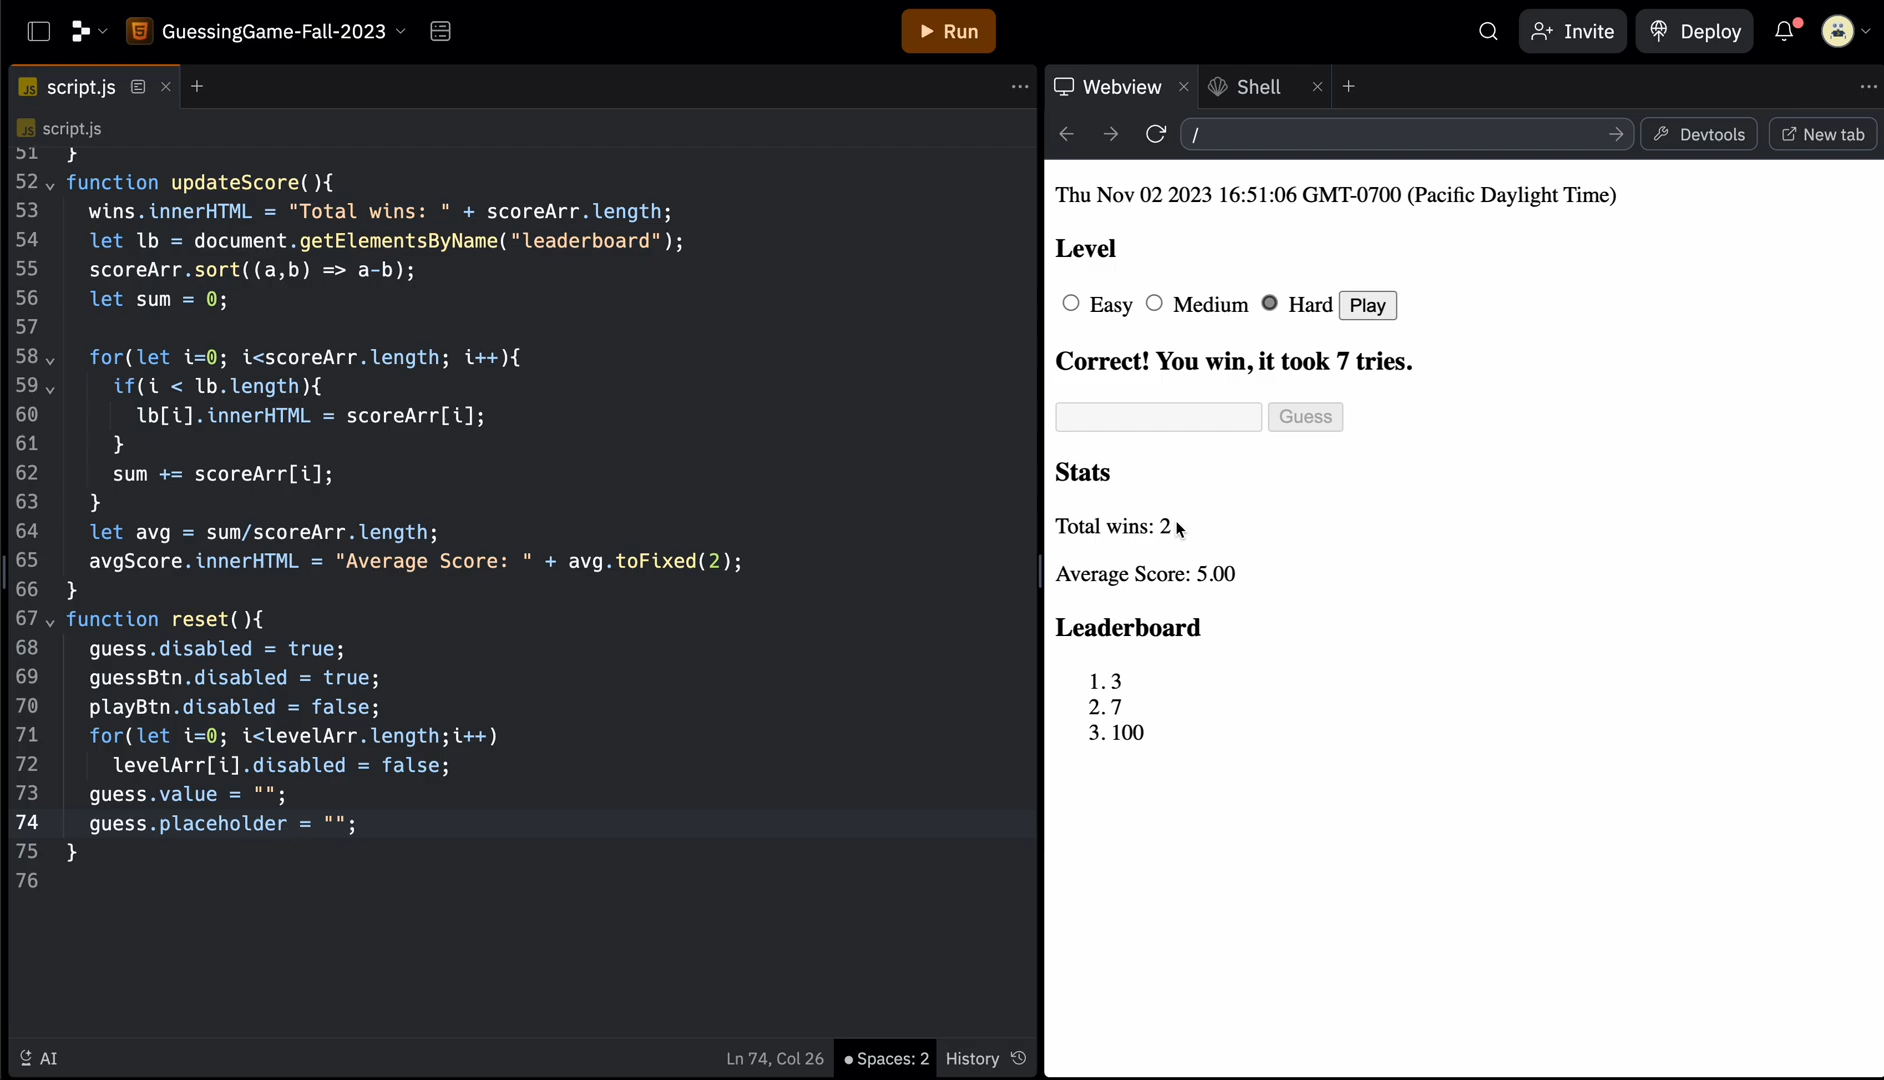 GuessingGame-Fall-2023
Run
Invite
Deploy
JS script.js
JS script.js
51 }
52 function updateScore(){
53 wins.innerHTML = "Total wins: " + scoreArr.length;
54 let lb = document.getElementsByName("leaderboard");
55 scoreArr.sort((a,b) => a-b);
56 let sum = 0;
57
58 for(let i=0; i<scoreArr.length; i++){
59 if(i < lb.length){
60 lb[i].innerHTML = scoreArr[i];
61 }
62 sum += scoreArr[i];
63 }
64 let avg = sum/scoreArr.length;
65 avgScore.innerHTML = "Average Score: " + avg.toFixed(2);
66 }
67 function reset(){
68 guess.disabled = true;
69 guessBtn.disabled = true;
70 playBtn.disabled = false;
71 for(let i=0; i<levelArr.length;i++)
72 levelArr[i].disabled = false;
73 guess.value = "";
74 guess.placeholder = "";
75 }
76
AI
Ln 74, Col 26
Spaces: 2
History
Webview
Shell
/
Devtools
New tab
Thu Nov 02 2023 16:51:06 GMT-0700 (Pacific Daylight Time)
Level
Easy Medium Hard Play
Correct! You win, it took 7 tries.
Guess
Stats
Total wins: 2
Average Score: 5.00
Leaderboard
1. 3
2. 7
3. 100